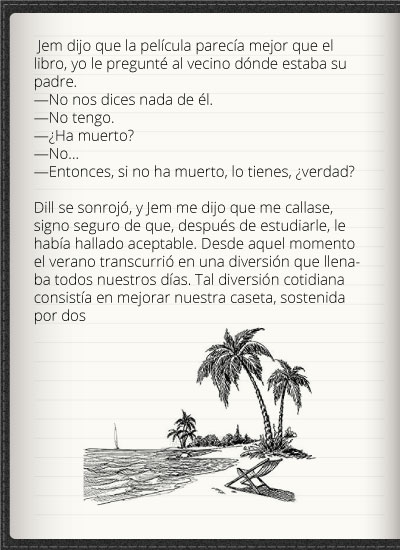 Jem dijo que la película parecía mejor que el
libro, yo le pregunté al vecino dónde estaba su
padre.
—No nos dices nada de él.
—No tengo.
—¿Ha muerto?
—No...
—Entonces, si no ha muerto, lo tienes, ¿verdad?
Dill se sonrojó, y Jem me dijo que me callase,
signo seguro de que, después de estudiarle, le
había hallado aceptable. Desde aquel momento
el verano transcurrió en una diversión que llena-
ba todos nuestros días. Tal diversión cotidiana
consistía en mejorar nuestra caseta, sostenida
por dos